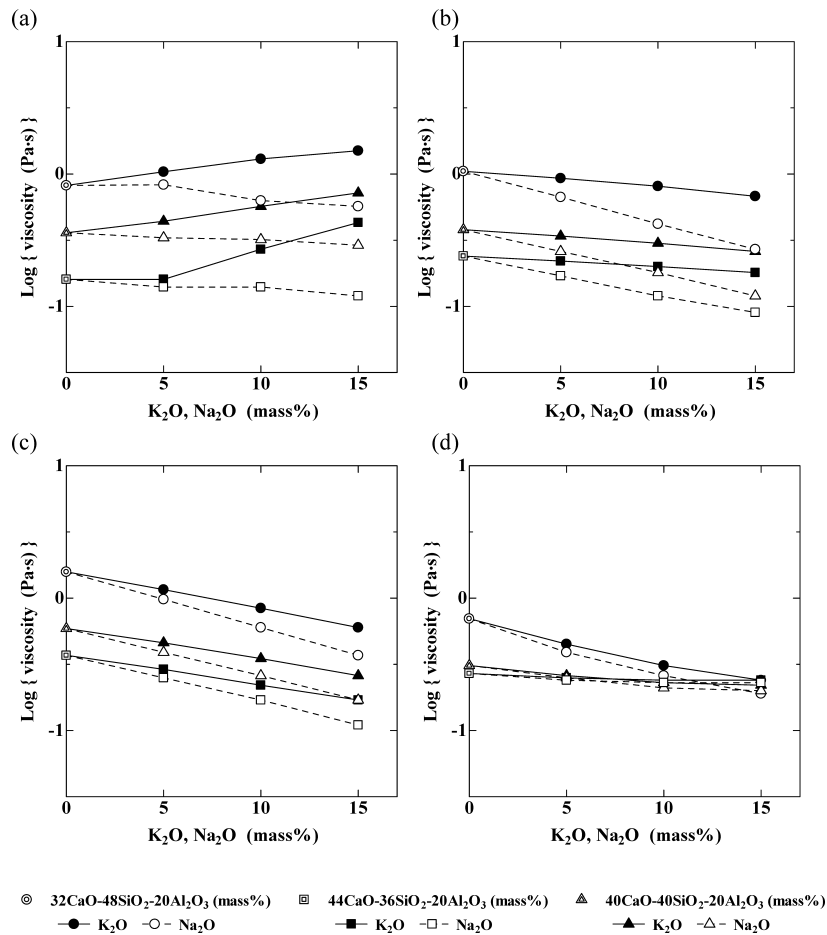 (a)
1
0
-1
Log { viscosity (Pa·s) }
0 5 10 15
K₂O, Na₂O (mass%)
(b)
1
0
-1
Log { viscosity (Pa·s) }
0 5 10 15
K₂O, Na₂O (mass%)
(c)
1
0
-1
Log { viscosity (Pa·s) }
0 5 10 15
K₂O, Na₂O (mass%)
(d)
1
0
-1
Log { viscosity (Pa·s) }
0 5 10 15
K₂O, Na₂O (mass%)
32CaO-48SiO₂-20Al₂O₃ (mass%) 44CaO-36SiO₂-20Al₂O₃ (mass%) 40CaO-40SiO₂-20Al₂O₃ (mass%)
K₂O Na₂O K₂O Na₂O K₂O Na₂O